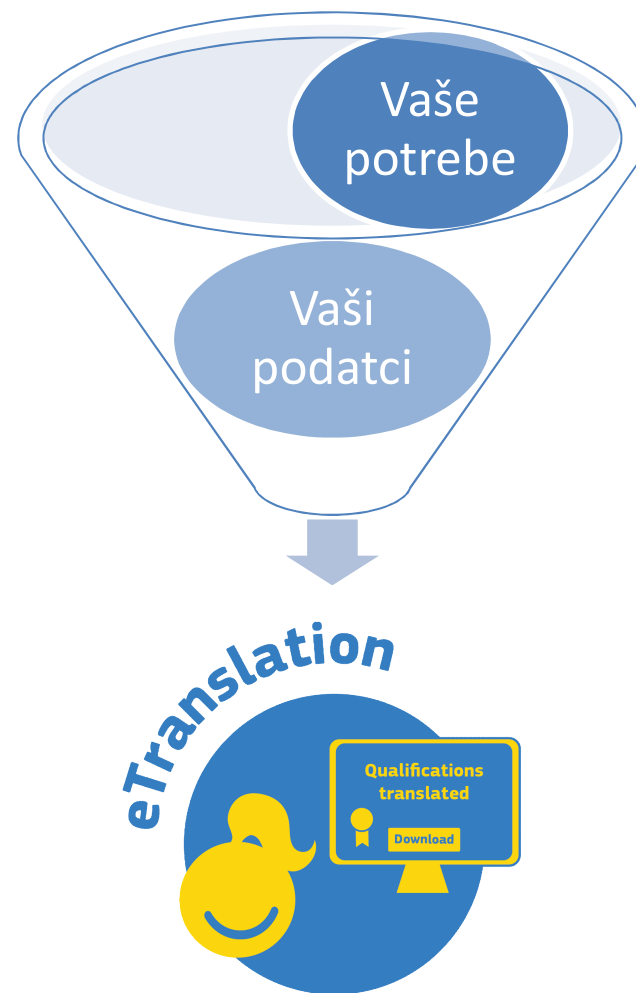 Vaše
potrebe
Vaši
podatci
eTranslation
Qualifications
translated
Download